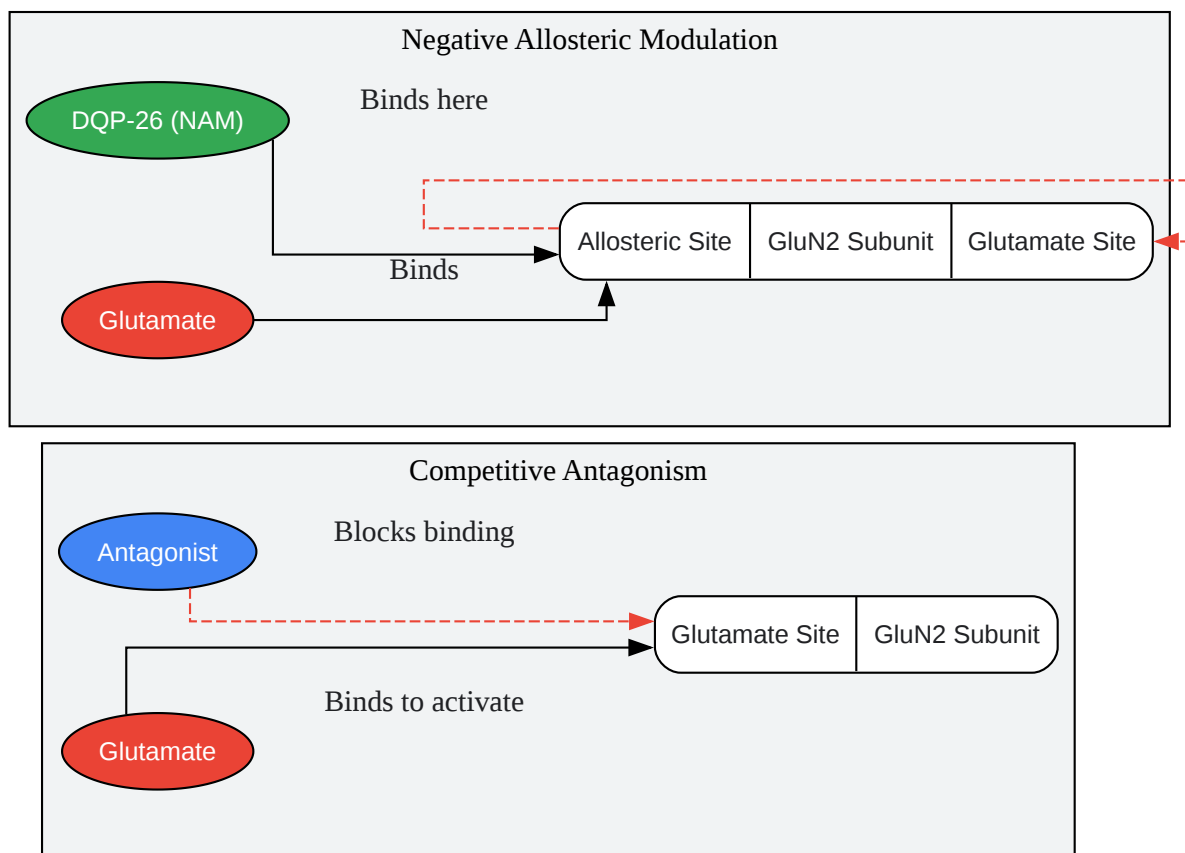 Negative Allosteric Modulation
Binds here
DQP-26 (NAM)
Allosteric Site
GluN2 Subunit
Glutamate Site
Binds
Glutamate
Competitive Antagonism
Blocks binding
Antagonist
Glutamate Site
GluN2 Subunit
Binds to activate
Glutamate